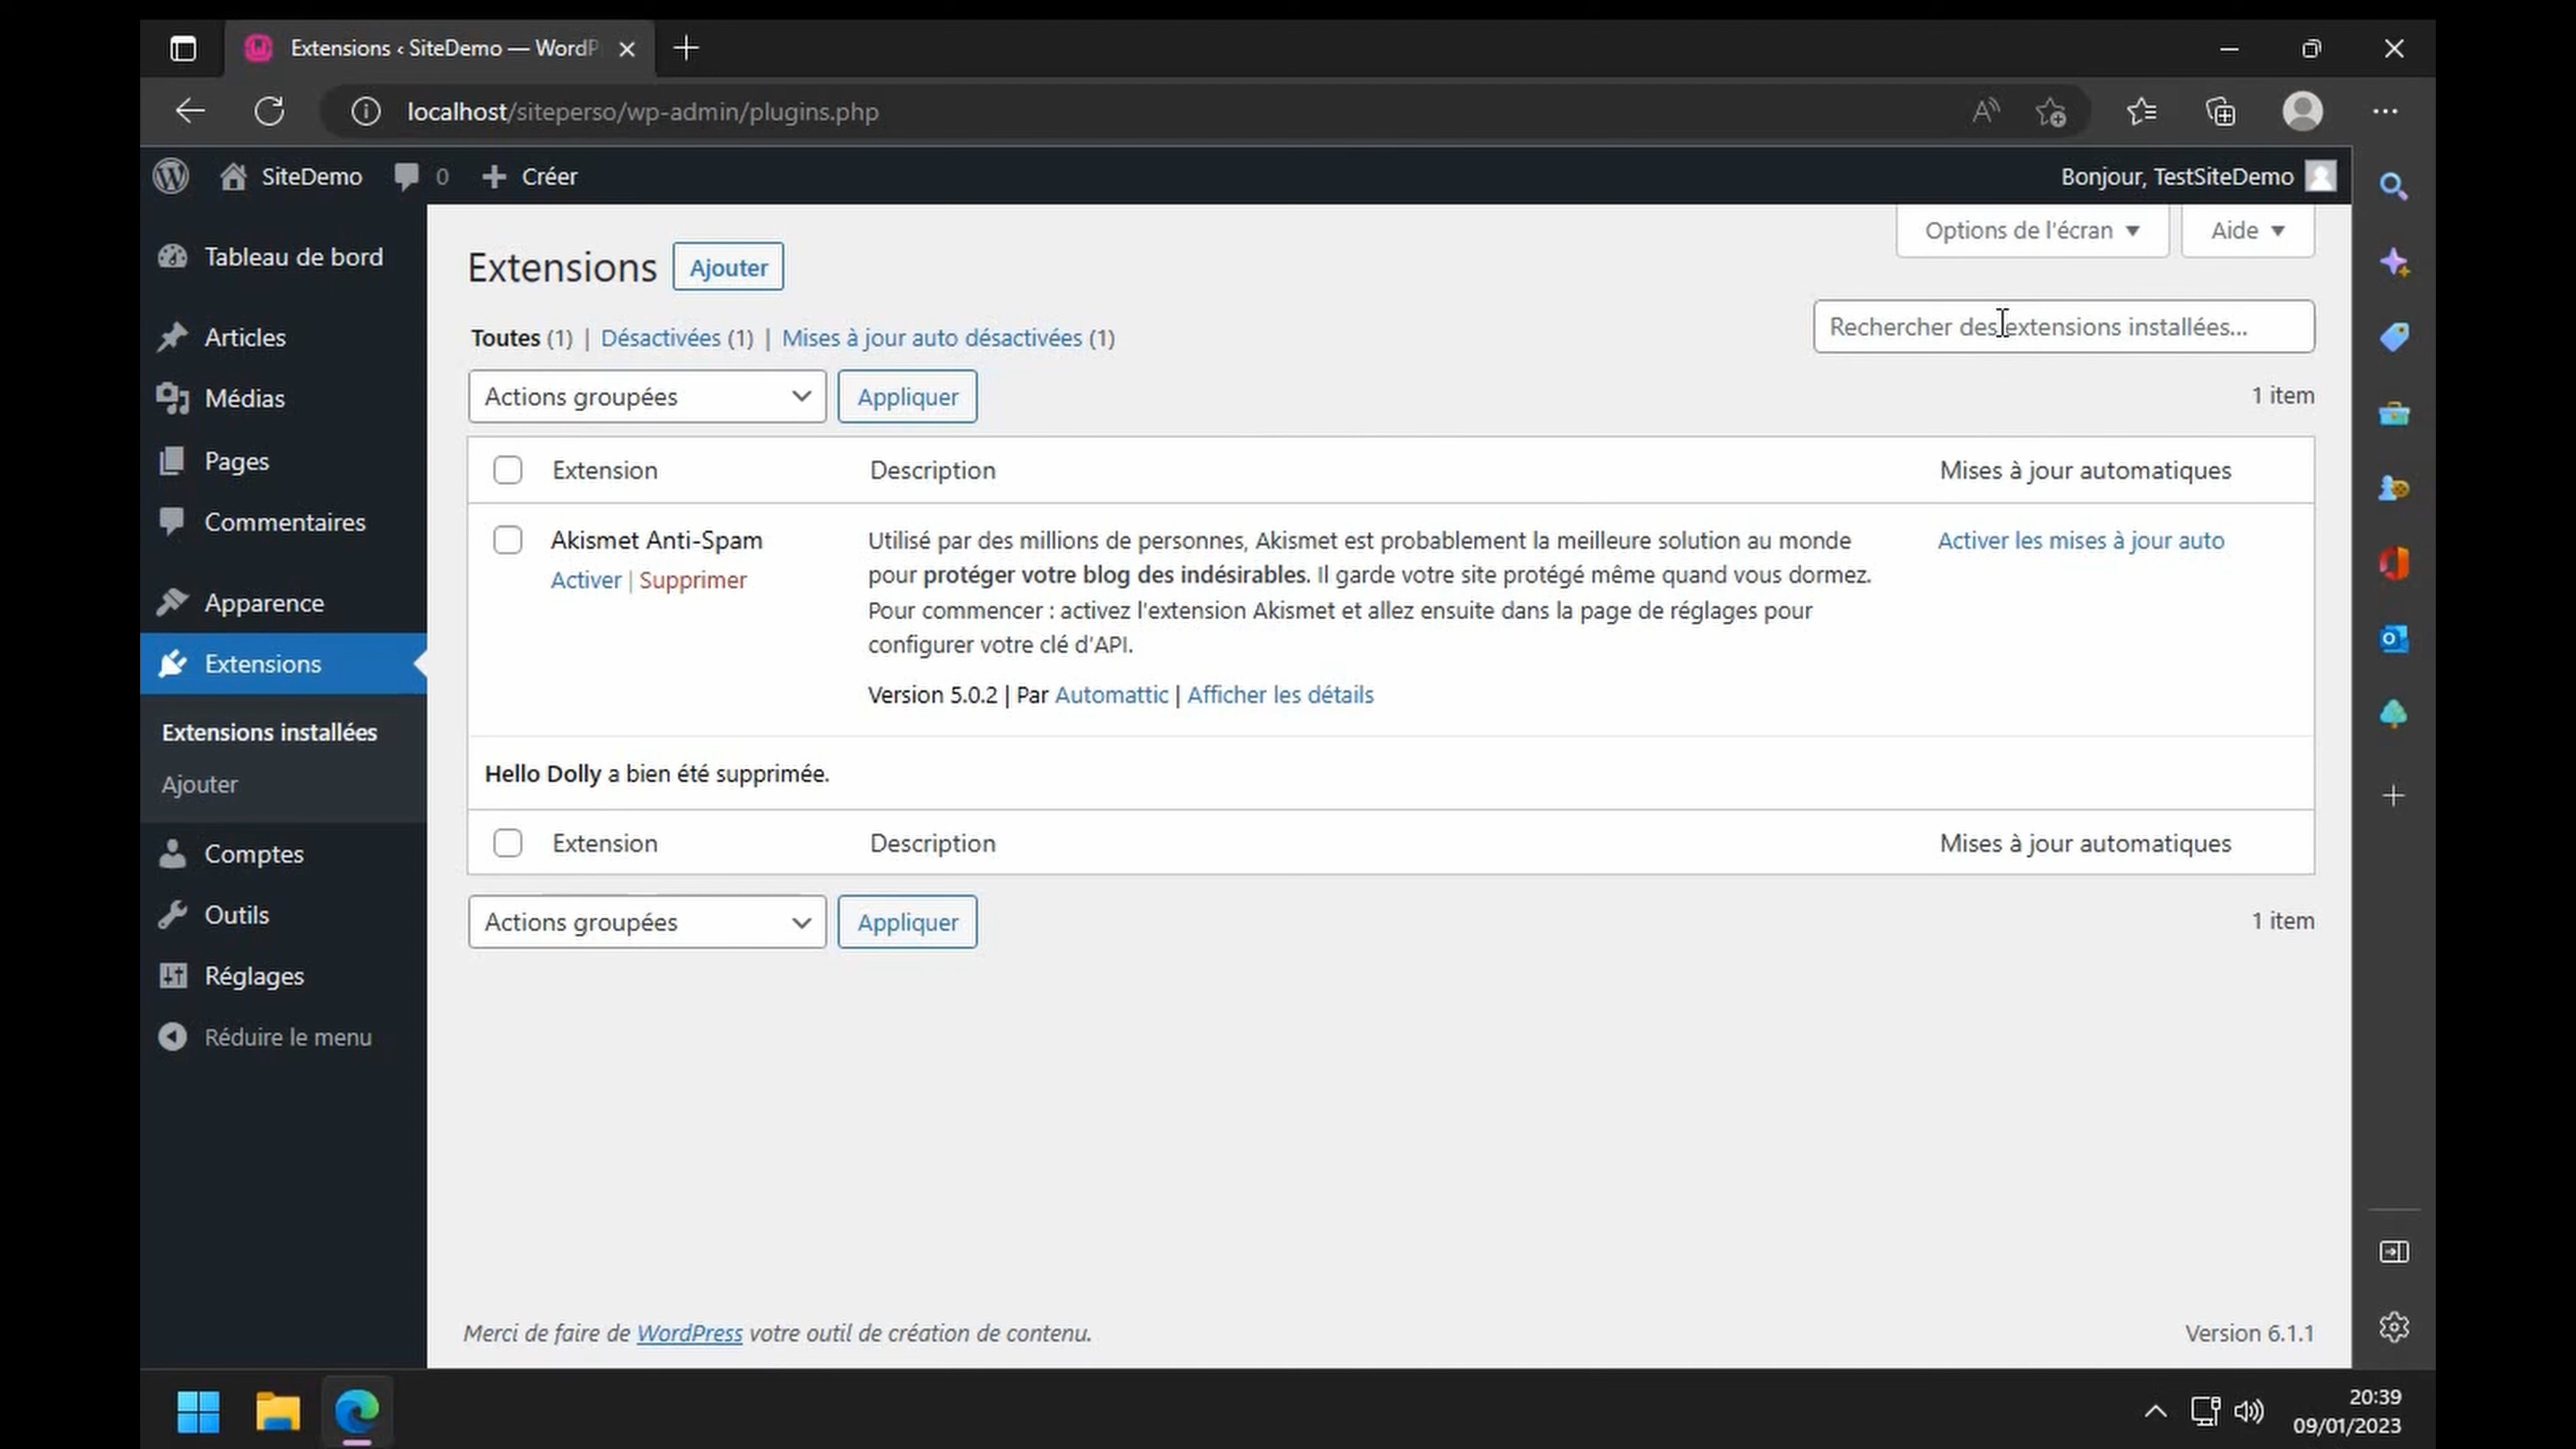 Extensions ‹ SiteDemo — WordP
localhost/siteperso/wp-admin/plugins.php
SiteDemo 0 Créer Bonjour, TestSiteDemo
Tableau de bord
Articles
Médias
Pages
Commentaires
Apparence
Extensions
Extensions installées
Ajouter
Comptes
Outils
Réglages
Réduire le menu
Options de l'écran Aide
Extensions Ajouter
Rechercher des extensions installées...
Toutes (1) | Désactivées (1) | Mises à jour auto désactivées (1)
Actions groupées Appliquer 1 item
Extension Description Mises à jour automatiques
Akismet Anti-Spam
Activer | Supprimer
Utilisé par des millions de personnes, Akismet est probablement la meilleure solution au monde
pour protéger votre blog des indésirables. Il garde votre site protégé même quand vous dormez.
Pour commencer : activez l'extension Akismet et allez ensuite dans la page de réglages pour
configurer votre clé d'API.
Version 5.0.2 | Par Automattic | Afficher les détails
Activer les mises à jour auto
Hello Dolly a bien été supprimée.
Extension Description Mises à jour automatiques
Actions groupées Appliquer 1 item
Merci de faire de WordPress votre outil de création de contenu. Version 6.1.1
20:39
09/01/2023